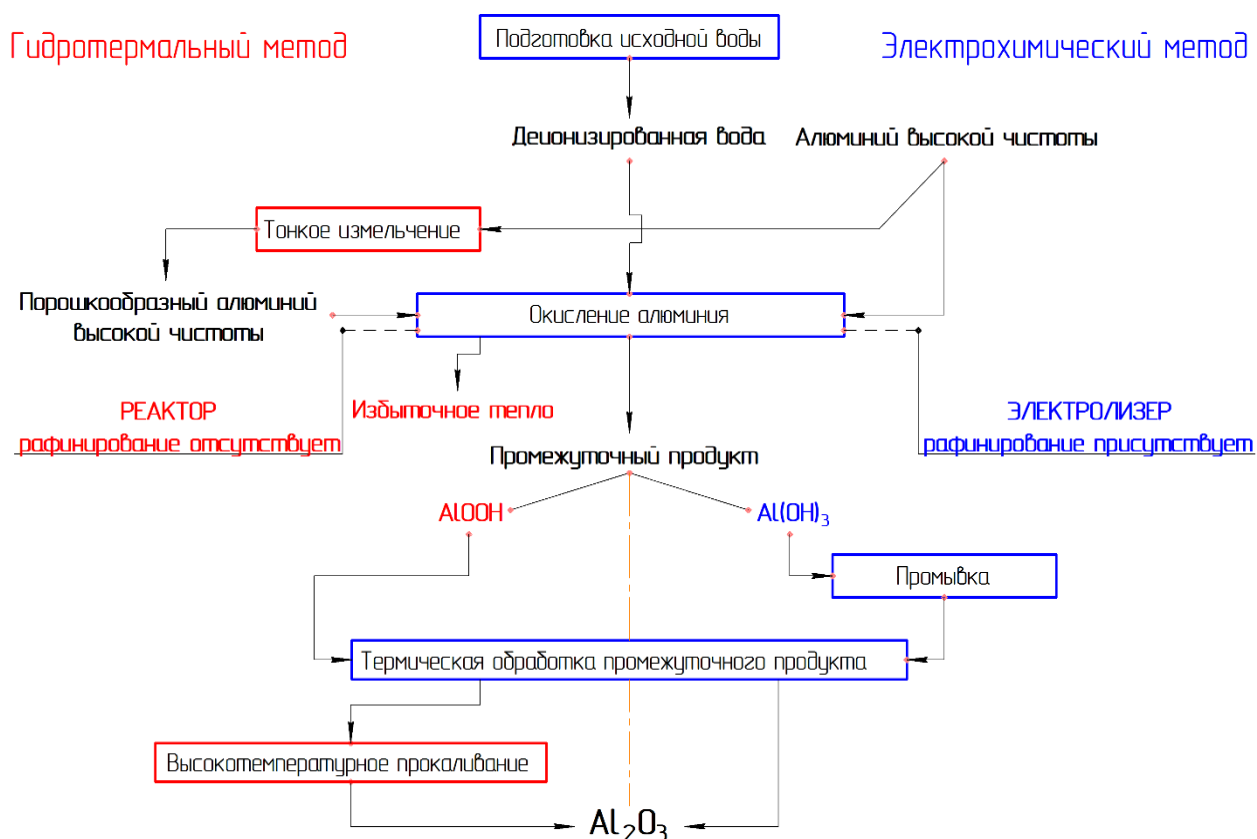 Гидротермальный метод
Подготовка исходной воды
Электрохимический метод
Деионизированная вода
Алюминий высокой чистоты
Тонкое измельчение
Порошкообразный алюминий
высокой чистоты
Окисление алюминия
РЕАКТОР
рафинирование отсутствует
Избыточное тепло
ЭЛЕКТРОЛИЗЕР
рафинирование присутствует
Промежуточный продукт
AlOOH
Al(OH)₃
Промывка
Термическая обработка промежуточного продукта
Высокотемпературное прокаливание
Al₂O₃